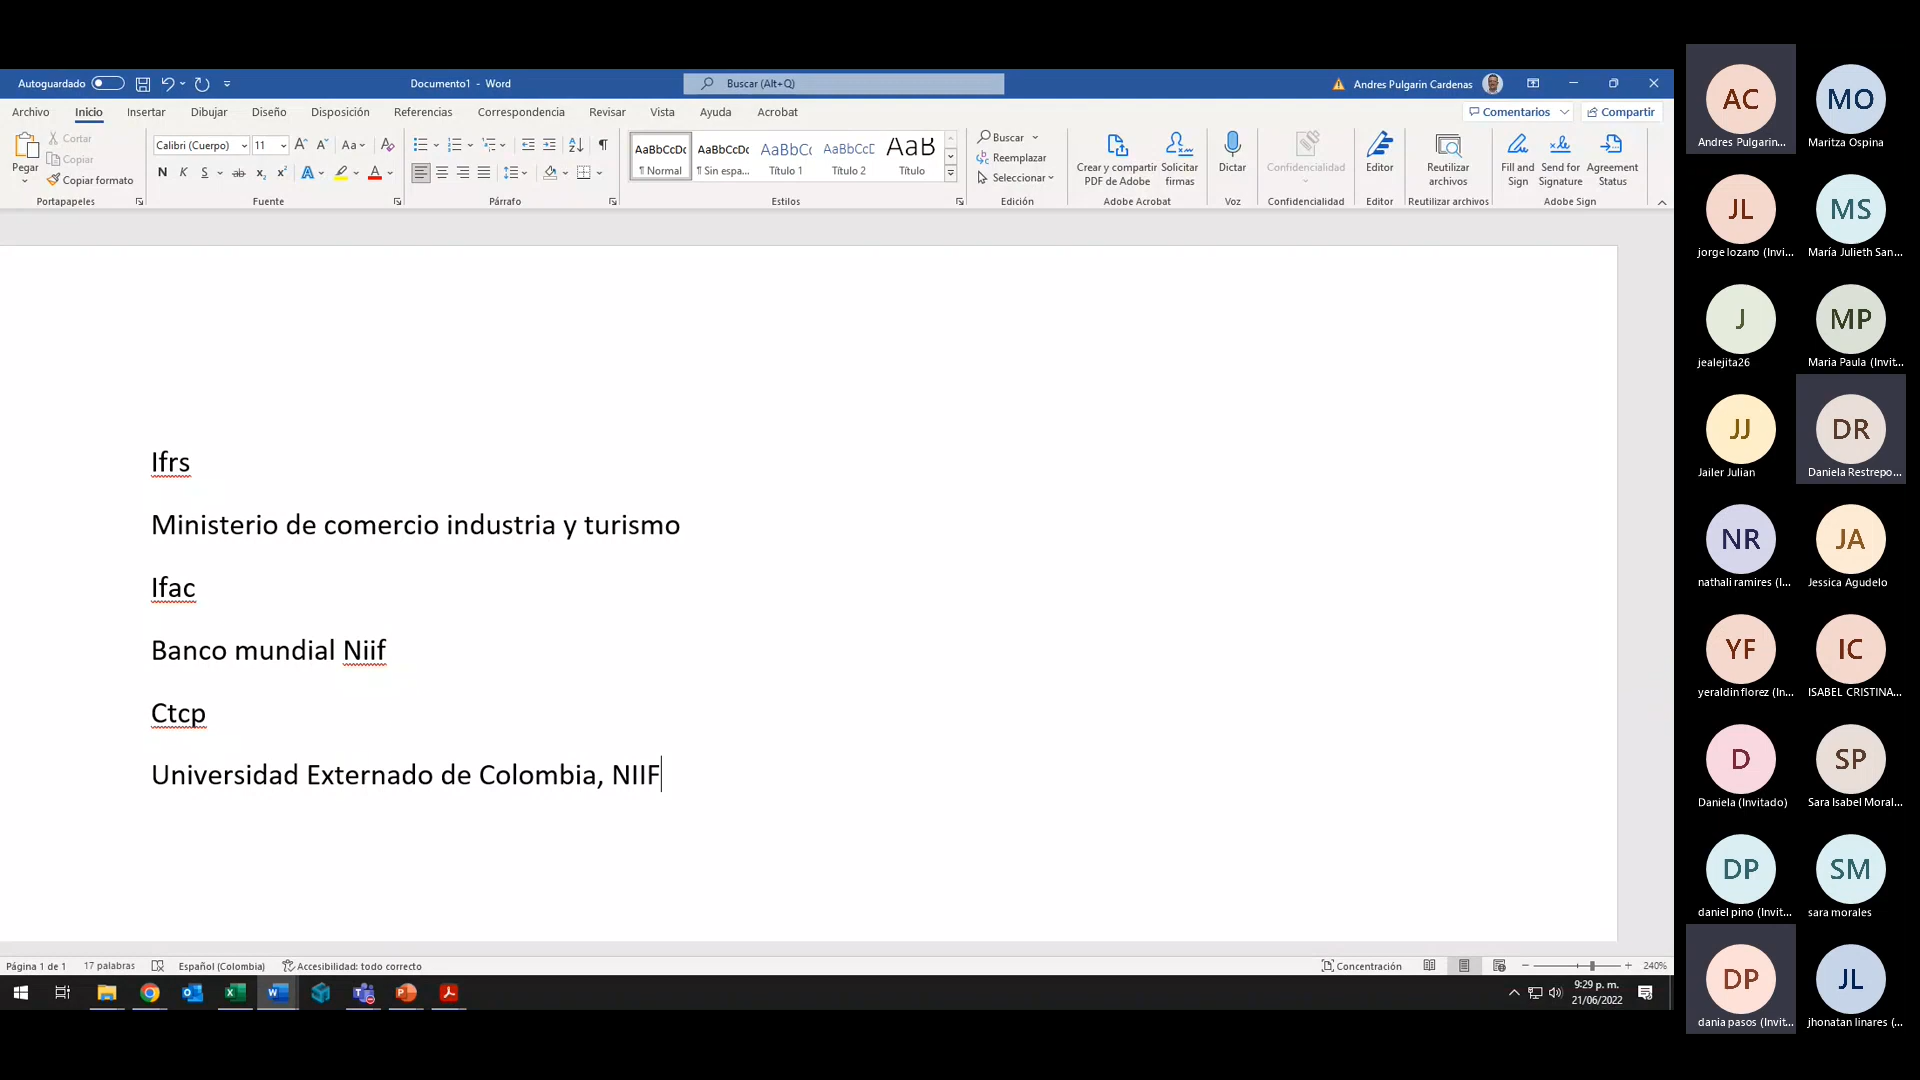 Autoguardado
Documento1 - Word
Buscar (Alt+Q)
Andres Pulgarin Cardenas
Archivo Inicio Insertar Dibujar Diseño Disposición Referencias Correspondencia Revisar Vista Ayuda Acrobat
Comentarios Compartir
Pegar
Cortar
Copiar
Copiar formato
Portapapeles
Calibri (Cuerpo) 11
Aa
N K S ab x₂ x² A A
Fuente
Párrafo
AaBbCcDc AaBbCcDc AaBbCc AaBbCcD AaB
¶ Normal ¶ Sin espa... Título 1 Título 2 Título
Estilos
Buscar
Reemplazar
Seleccionar
Edición
Crear y compartir
PDF de Adobe
Solicitar
firmas
Adobe Acrobat
Dictar
Voz
Confidencialidad
Confidencialidad
Editor
Editor
Reutilizar
archivos
Reutilizar archivos
Fill and
Sign
Send for
Signature
Agreement
Status
Adobe Sign
Ifrs
Ministerio de comercio industria y turismo
Ifac
Banco mundial Niif
Ctcp
Universidad Externado de Colombia, NIIF
Página 1 de 1 17 palabras Español (Colombia) Accesibilidad: todo correcto
Concentración 240%
9:29 p. m.
21/06/2022
AC
Andres Pulgarin...
MO
Maritza Ospina
JL
jorge lozano (Invi...
MS
María Julieth San...
J
jealejita26
MP
Maria Paula (Invit...
JJ
Jailer Julian
DR
Daniela Restrepo...
NR
nathali ramires (I...
JA
Jessica Agudelo
YF
yeraldin florez (In...
IC
ISABEL CRISTINA...
D
Daniela (Invitado)
SP
Sara Isabel Moral...
DP
daniel pino (Invit...
SM
sara morales
DP
dania pasos (Invit...
JL
jhonatan linares (...